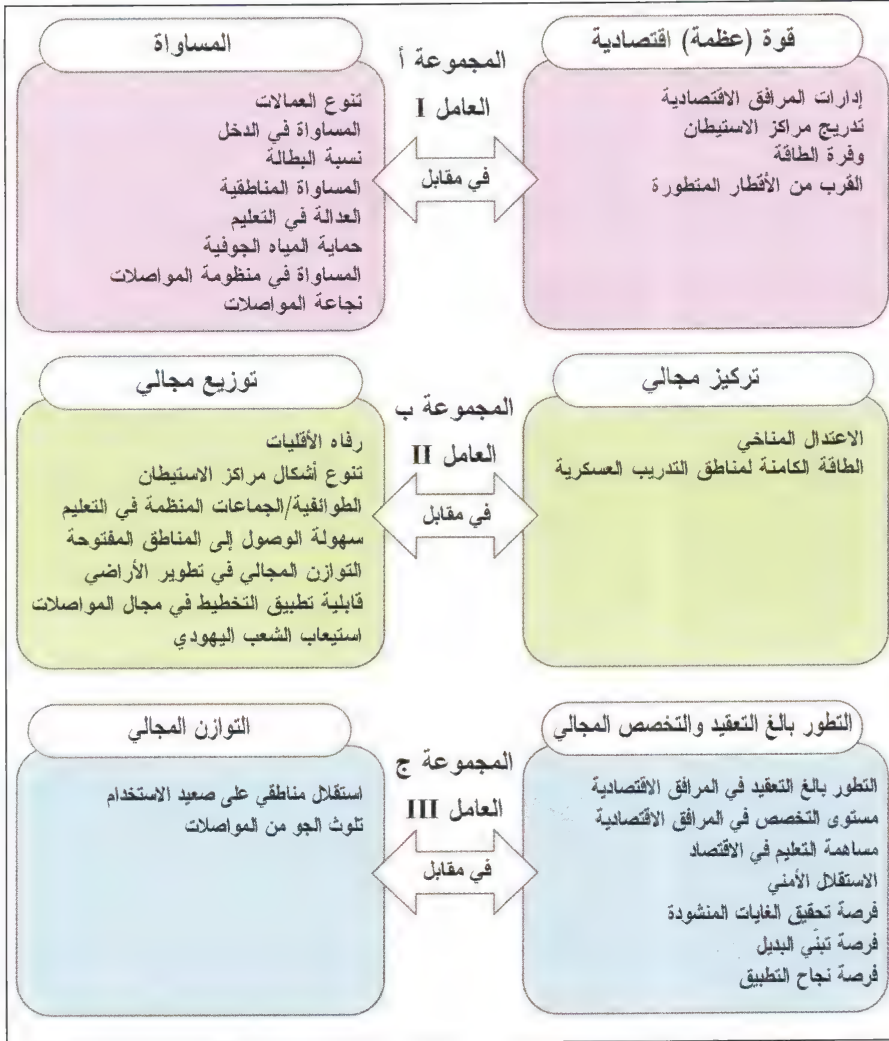 قوة (عظمة) اقتصادية
إدارات المرافق الاقتصادية
تدريج مراكز الاستيطان
وفرة الطاقة
القرب من الأقطار المتطورة
المجموعة أ
العامل I
في مقابل
المساواة
تنوع العمالات
المساواة في الدخل
نسبة البطالة
المساواة المناطقية
العدالة في التعليم
حماية المياه الجوفية
المساواة في منظومة المواصلات
نجاعة المواصلات
تركيز مجالي
الاعتدال المناخي
الطاقة الكامنة لمناطق التدريب العسكرية
المجموعة ب
العامل II
في مقابل
توزيع مجالي
رفاه الأقليات
تنوع أشكال مراكز الاستيطان
الطوائفية/الجماعات المنظمة في التعليم
سهولة الوصول إلى المناطق المفتوحة
التوازن المجالي في تطوير الأراضي
قابلية تطبيق التخطيط في مجال المواصلات
استيعاب الشعب اليهودي
التطور بالغ التعقيد والتخصص المجالي
التطور بالغ التعقيد في المرافق الاقتصادية
مستوى التخصص في المرافق الاقتصادية
مساهمة التعليم في الاقتصاد
الاستقلال الأمني
فرصة تحقيق الغايات المنشودة
فرصة تبنّي البديل
فرصة نجاح التطبيق
المجموعة ج
العامل III
في مقابل
التوازن المجالي
استقلال مناطقي على صعيد الاستخدام
تلوث الجو من المواصلات